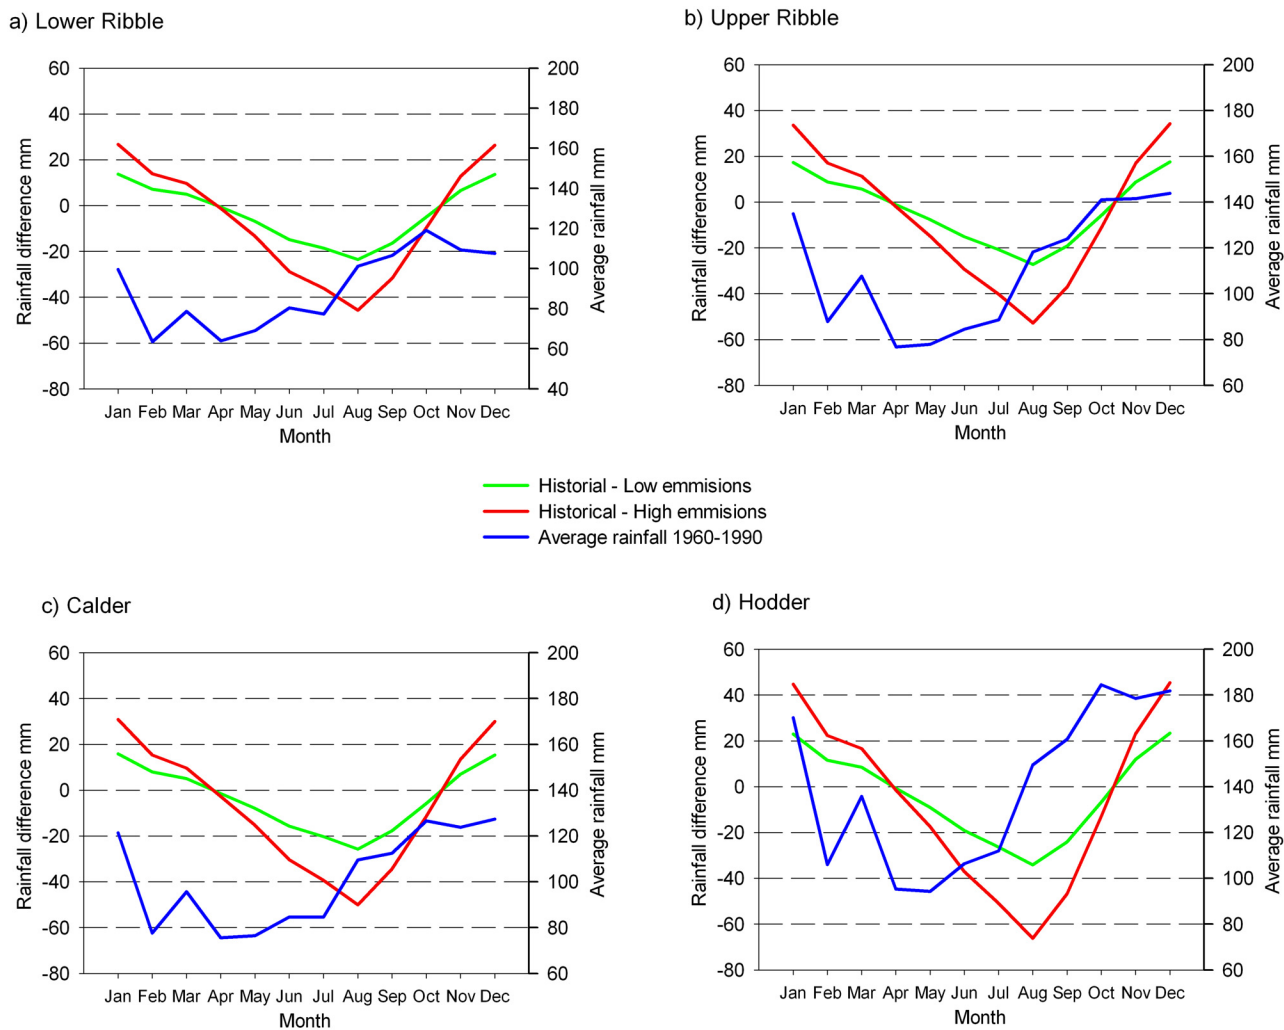 a) Lower Ribble
60
40
20
0
-20
-40
-60
-80
Rainfall difference mm
200
180
160
140
120
100
80
60
40
Average rainfall mm
Jan Feb Mar Apr May Jun Jul Aug Sep Oct Nov Dec
Month
b) Upper Ribble
60
40
20
0
-20
-40
-60
-80
Rainfall difference mm
200
180
160
140
120
100
80
60
Average rainfall mm
Jan Feb Mar Apr May Jun Jul Aug Sep Oct Nov Dec
Month
Historial - Low emmisions
Historical - High emmisions
Average rainfall 1960-1990
c) Calder
60
40
20
0
-20
-40
-60
-80
Rainfall difference mm
200
180
160
140
120
100
80
60
Average rainfall mm
Jan Feb Mar Apr May Jun Jul Aug Sep Oct Nov Dec
Month
d) Hodder
60
40
20
0
-20
-40
-60
-80
Rainfall difference mm
200
180
160
140
120
100
80
60
Average rainfall mm
Jan Feb Mar Apr May Jun Jul Aug Sep Oct Nov Dec
Month